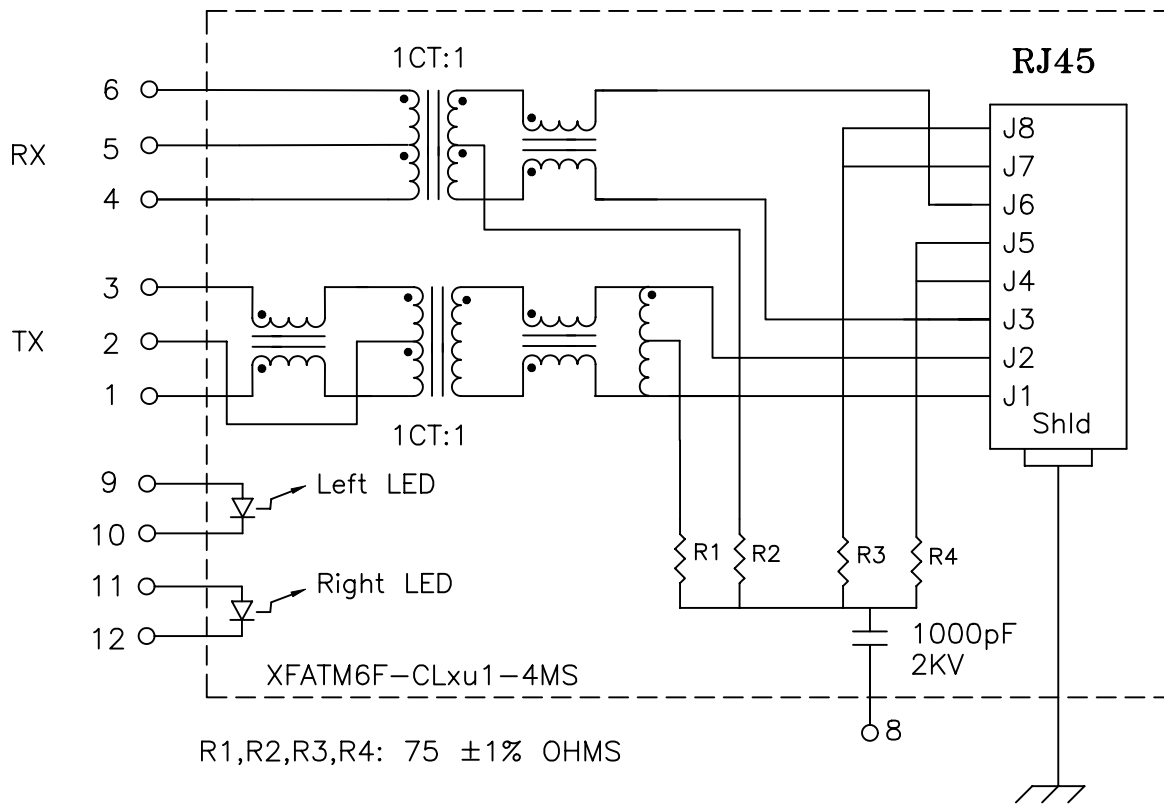 1CT:1
RJ45
6
RX
5
4
J8
J7
J6
J5
J4
J3
J2
J1
Shld
3
TX
2
1
1CT:1
9
Left LED
10
11
Right LED
12
R1
R2
R3
R4
1000pF
2KV
XFATM6F-CLxu1-4MS
8
R1,R2,R3,R4: 75 ±1% OHMS